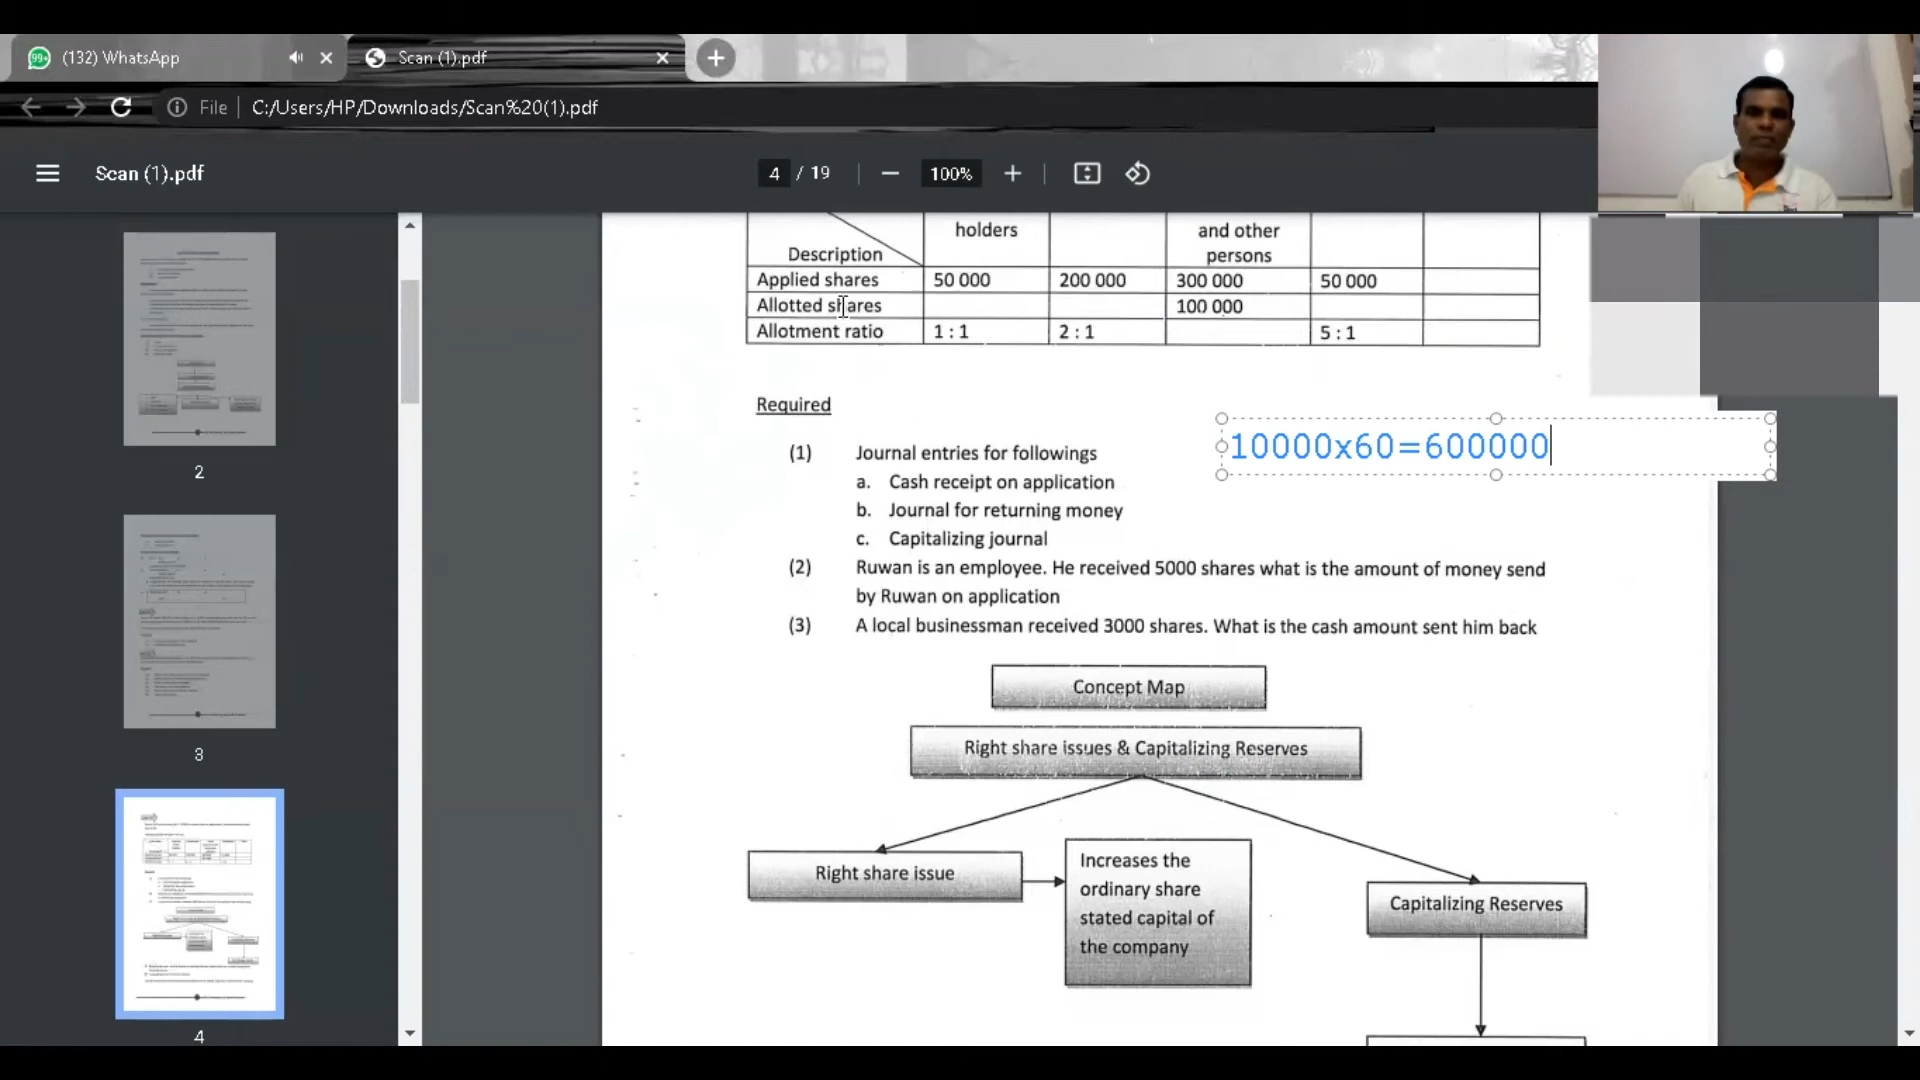 (132) WhatsApp
Scan (1).pdf
File
C:/Users/HP/Downloads/Scan%20(1).pdf
Scan (1).pdf
4 / 19
100%
holders
and other
persons
Description
Applied shares 50 000 200 000 300 000 50 000
Allotted shares 100 000
Allotment ratio 1 : 1 2 : 1 5 : 1
Required
10000x60=600000
(1) Journal entries for followings
a. Cash receipt on application
b. Journal for returning money
c. Capitalizing journal
(2) Ruwan is an employee. He received 5000 shares what is the amount of money send
by Ruwan on application
(3) A local businessman received 3000 shares. What is the cash amount sent him back
Concept Map
Right share issues & Capitalizing Reserves
Right share issue
Increases the
ordinary share
stated capital of
the company
Capitalizing Reserves
2
3
4